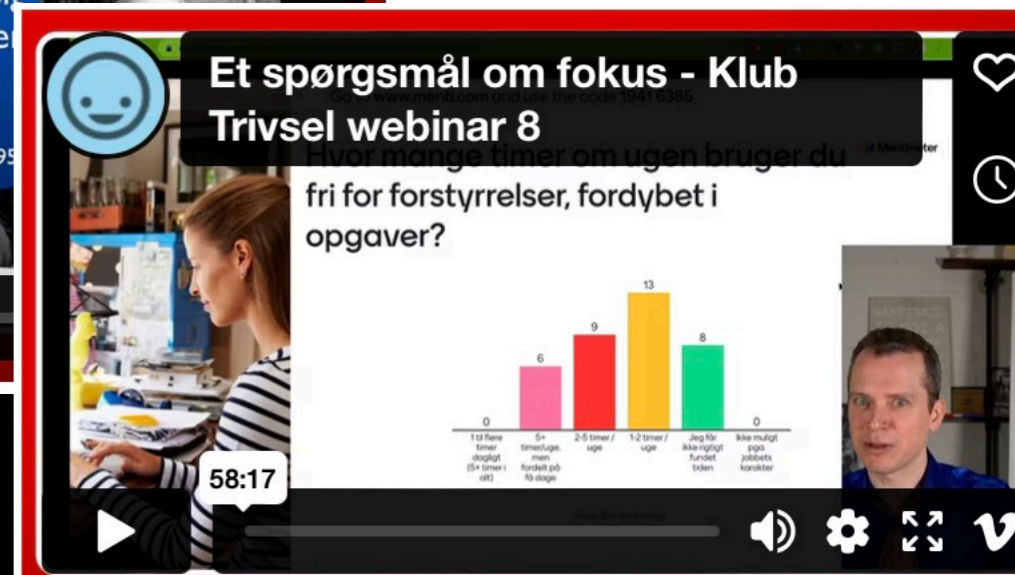 Et spørgsmål om fokus - Klub
Trivsel webinar 8
Go to www.menti.com and use the code 1941 6385
Mentimeter
Hvor mange timer om ugen bruger du
fri for forstyrrelser, fordybet i
opgaver?
0
6
9
13
8
0
1 til flere
timer
dagligt
(5+ timer i
alt)
5+
timer/uge,
men
fordelt på
få dage
2-5 timer /
uge
1-2 timer /
uge
Jeg får
ikke rigtigt
fundet
tiden
Ikke muligt
pga.
jobbets
karakter
58:17